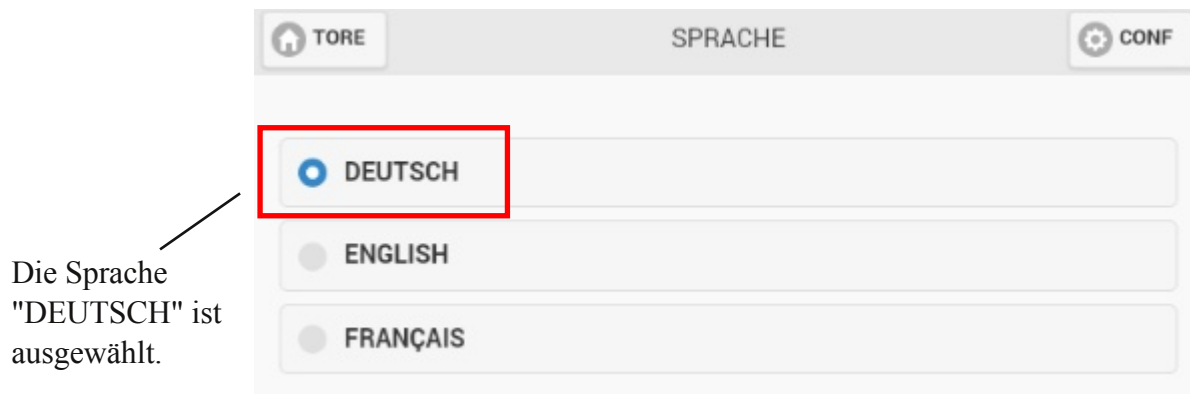 TORE SPRACHE CONF
DEUTSCH
ENGLISH
FRANÇAIS
Die Sprache
"DEUTSCH" ist
ausgewählt.